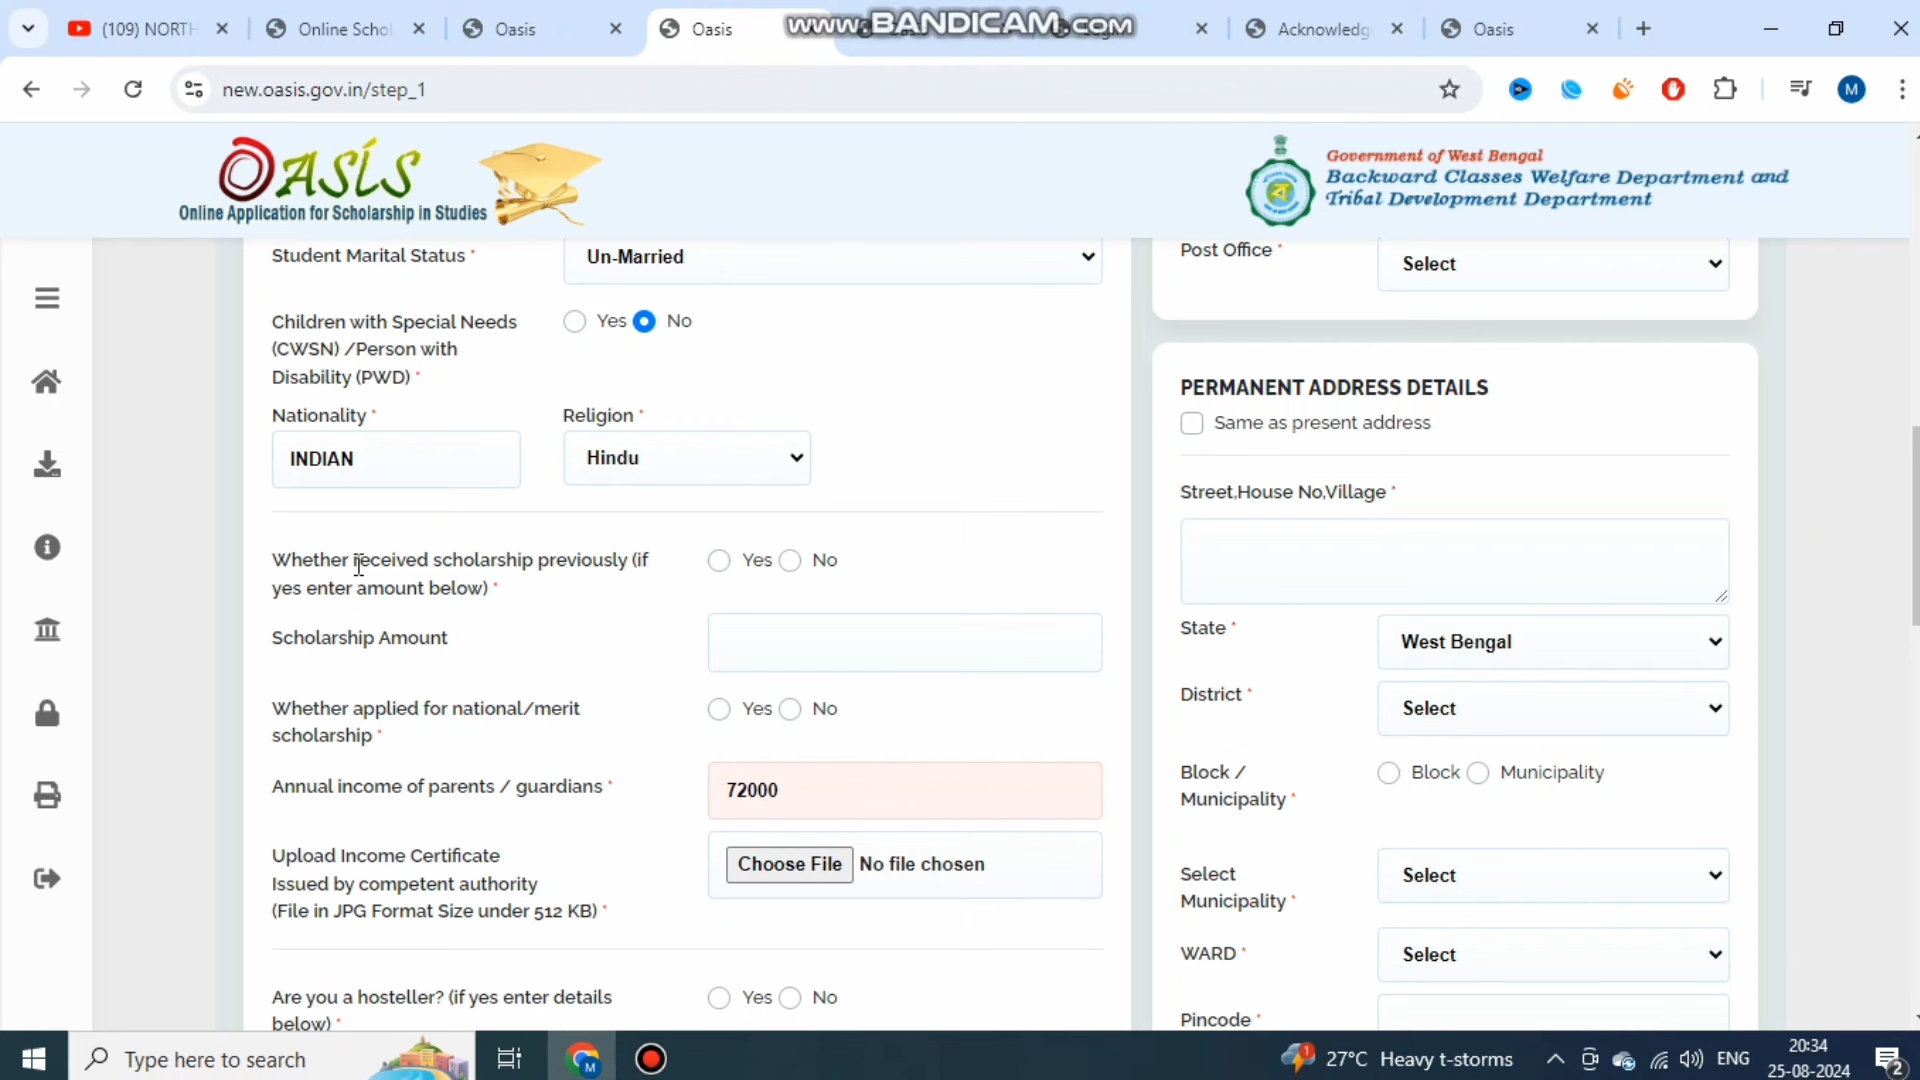 (109) NORTH
Online Schol
Oasis
Oasis
www.BANDICAM.com
Acknowledg
Oasis
new.oasis.gov.in/step_1
M
OASIS
Online Application for Scholarship in Studies
Government of West Bengal
Backward Classes Welfare Department and
Tribal Development Department
Student Marital Status *
Un-Married
Children with Special Needs
(CWSN) /Person with
Disability (PWD) *
Yes No
Nationality *
Religion *
INDIAN
Hindu
Whether received scholarship previously (if
yes enter amount below) *
Yes No
Scholarship Amount
Whether applied for national/merit
scholarship *
Yes No
Annual income of parents / guardians *
72000
Upload Income Certificate
Issued by competent authority
(File in JPG Format Size under 512 KB) *
Choose File No file chosen
Are you a hosteller? (if yes enter details
below) *
Yes No
Post Office *
Select
PERMANENT ADDRESS DETAILS
Same as present address
Street,House No,Village *
State *
West Bengal
District *
Select
Block /
Municipality *
Block Municipality
Select
Municipality *
Select
WARD *
Select
Pincode *
Type here to search
M
1
27°C Heavy t-storms
ENG
20:34
25-08-2024
2